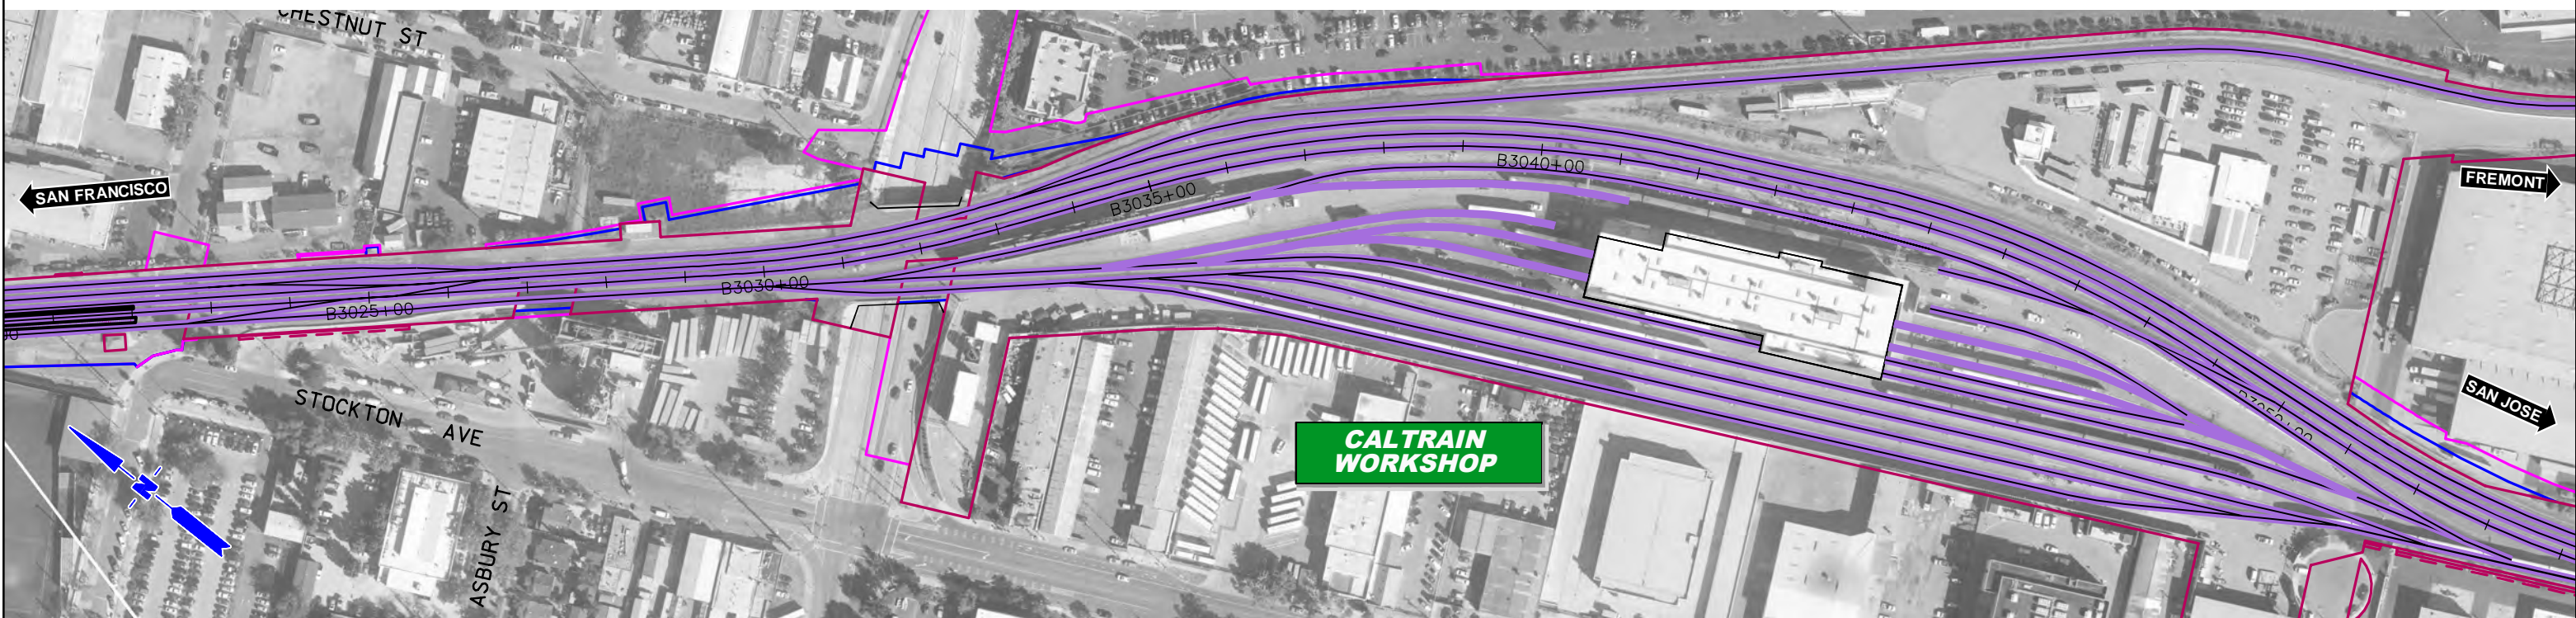 CHESTNUT ST
SAN FRANCISCO
FREMONT
B3040+00
B3035+00
B3030+00
B3025+00
SAN JOSE
STOCKTON AVE
CALTRAIN
WORKSHOP
N
ASBURY ST